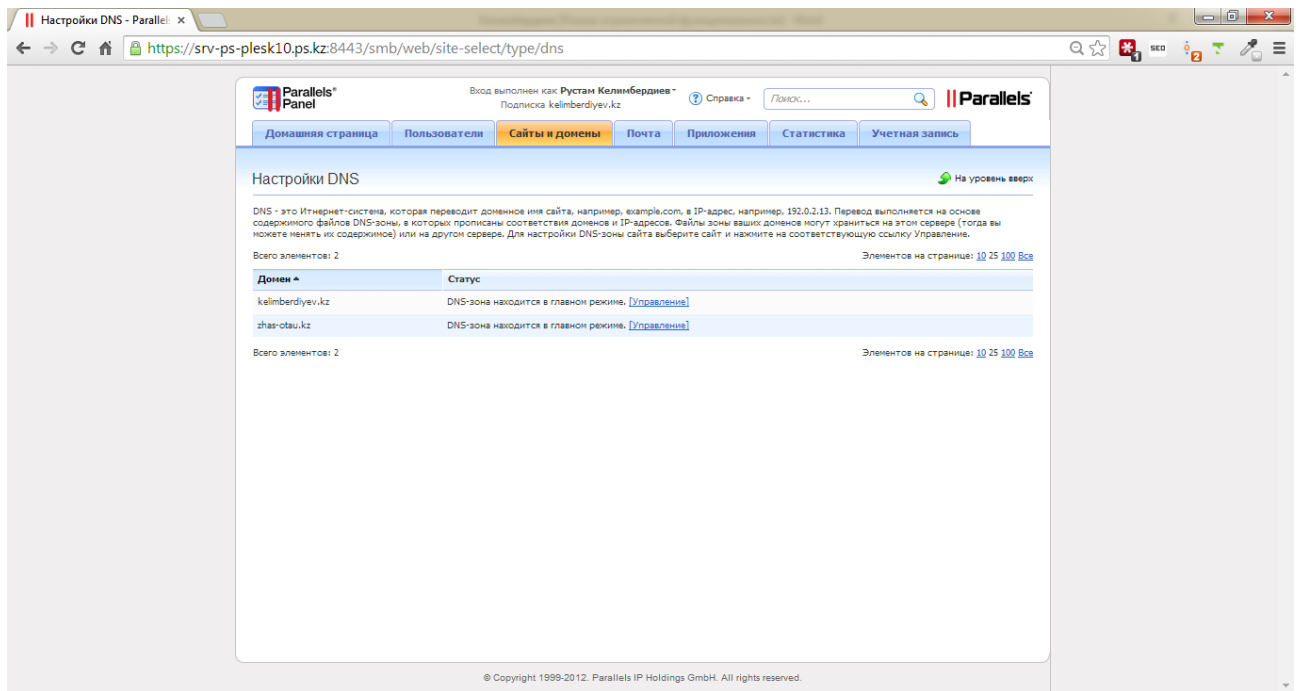 Настройки DNS - Parallel
https://srv-ps-plesk10.ps.kz:8443/smb/web/site-select/type/dns
SEO
1
2
Parallels®
Panel
Вход выполнен как Рустам Келимбердиев
Подписка kelimberdiyev.kz
Справка
Поиск...
Parallels
Домашняя страница Пользователи Сайты и домены Почта Приложения Статистика Учетная запись
Настройки DNS
На уровень вверх
DNS - это Итнернет-система, которая переводит доменное имя сайта, например, example.com, в IP-адрес, например, 192.0.2.13. Перевод выполняется на основе
содержимого файлов DNS-зоны, в которых прописаны соответствия доменов и IP-адресов. Файлы зоны ваших доменов могут храниться на этом сервере (тогда вы
можете менять их содержимое) или на другом сервере. Для настройки DNS-зоны сайта выберите сайт и нажмите на соответствующую ссылку Управление.
Всего элементов: 2 Элементов на странице: 10 25 100 Все
Домен Статус
kelimberdiyev.kz DNS-зона находится в главном режиме. [Управление]
zhas-otau.kz DNS-зона находится в главном режиме. [Управление]
Всего элементов: 2 Элементов на странице: 10 25 100 Все
© Copyright 1999-2012. Parallels IP Holdings GmbH. All rights reserved.